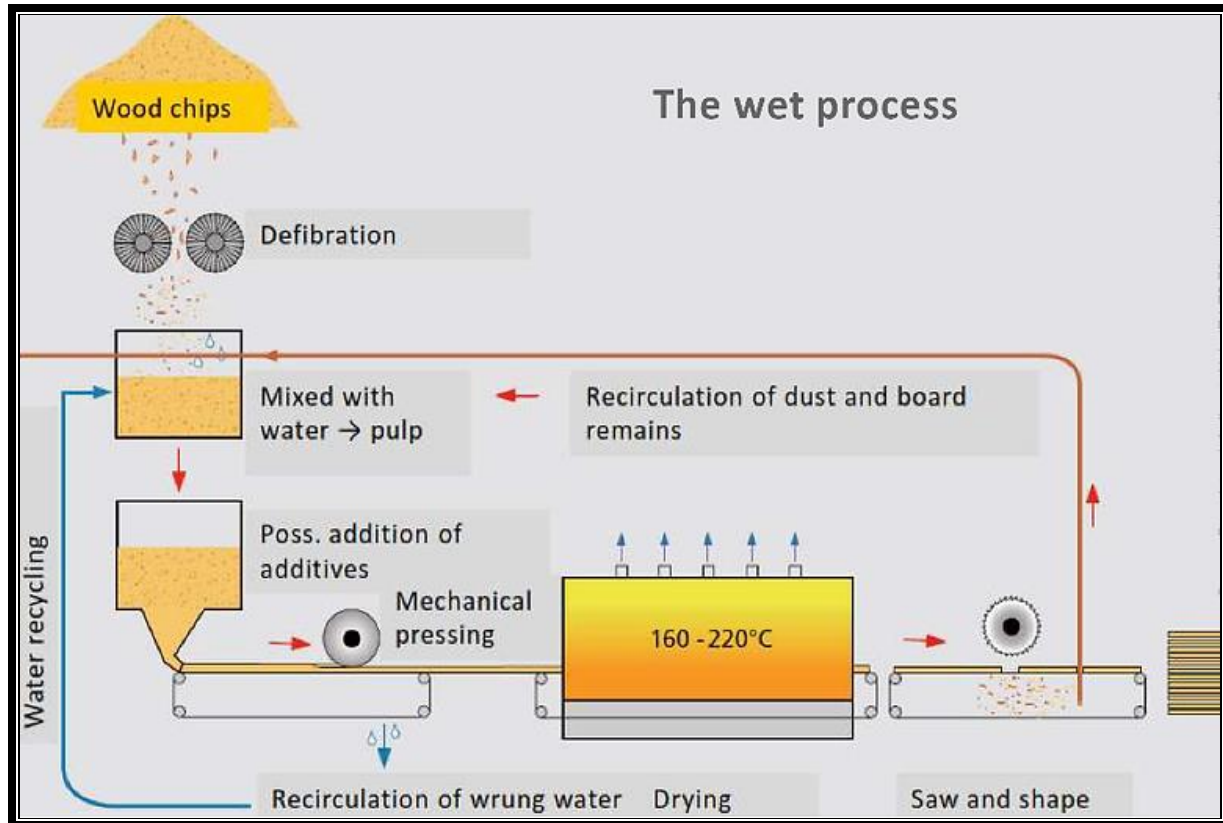 The wet process
Wood chips
Defibration
Mixed with
water → pulp
Recirculation of dust and board
remains
Poss. addition of
additives
Mechanical
pressing
160 -220°C
Water recycling
Recirculation of wrung water
Drying
Saw and shape